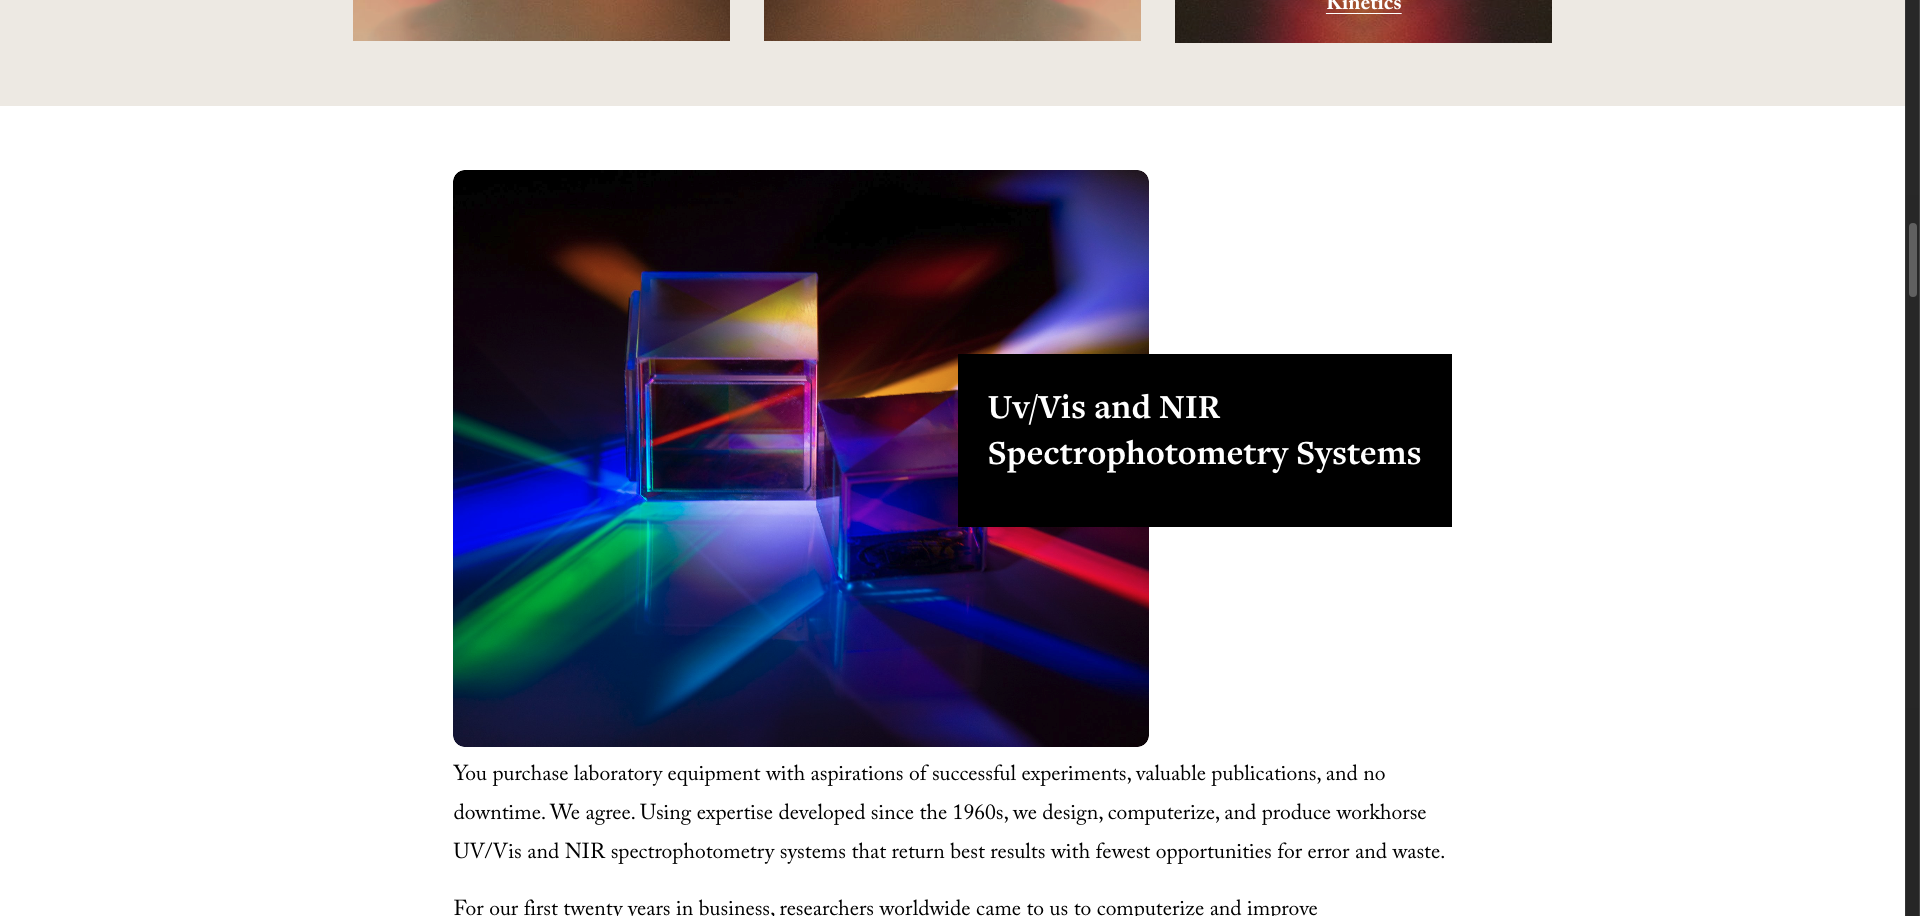 Kinetics
Uv/Vis and NIR
Spectrophotometry Systems
You purchase laboratory equipment with aspirations of successful experiments, valuable publications, and no
downtime. We agree. Using expertise developed since the 1960s, we design, computerize, and produce workhorse
UV/Vis and NIR spectrophotometry systems that return best results with fewest opportunities for error and waste.
For our first twenty years in business, researchers worldwide came to us to computerize and improve